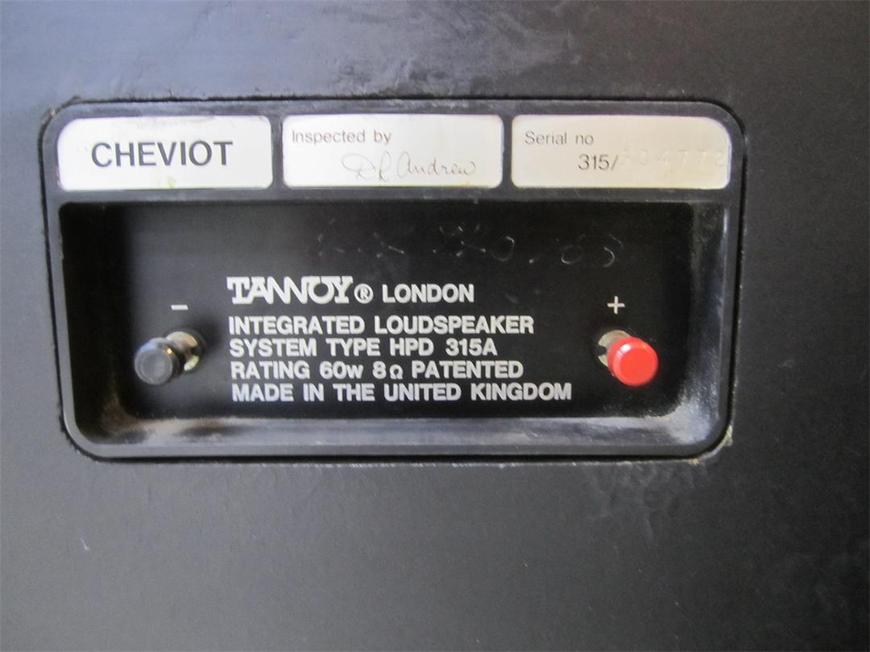 CHEVIOT
Inspected by
D R Andrew
Serial no
315/
−
+
TANNOY® LONDON
INTEGRATED LOUDSPEAKER
SYSTEM TYPE HPD 315A
RATING 60w 8Ω PATENTED
MADE IN THE UNITED KINGDOM